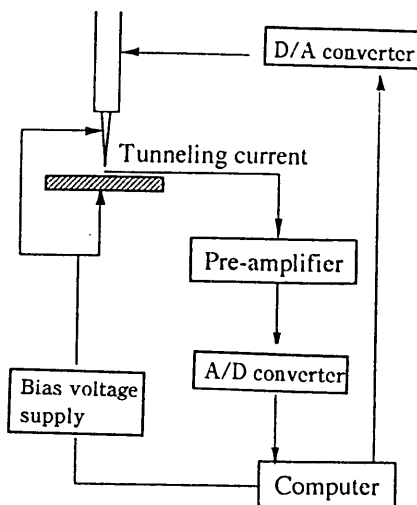 D/A converter
Tunneling current
Pre-amplifier
A/D converter
Bias voltage
supply
Computer